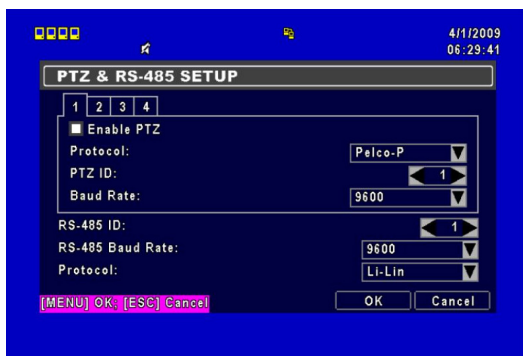 4/1/2009
06:29:41
PTZ & RS-485 SETUP
1 2 3 4
Enable PTZ
Protocol: Pelco-P
PTZ ID: 1
Baud Rate: 9600
RS-485 ID: 1
RS-485 Baud Rate: 9600
Protocol: Li-Lin
[MENU] OK; [ESC] Cancel OK Cancel